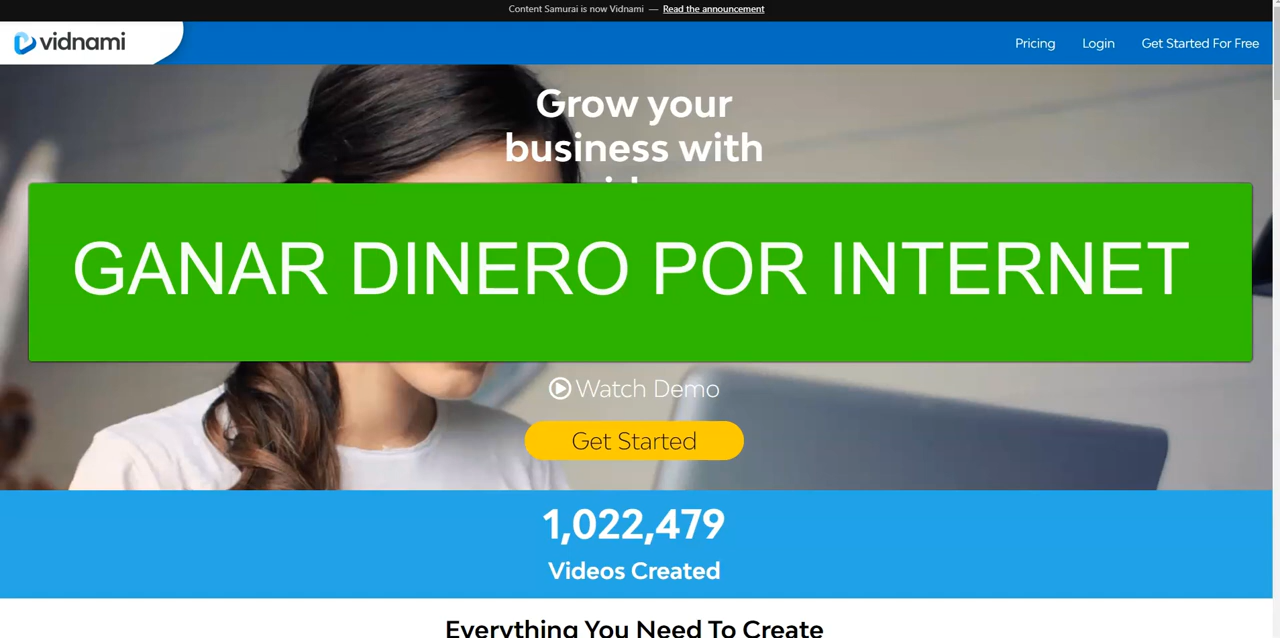 Content Samurai is now Vidnami — Read the announcement
vidnami
Pricing Login Get Started For Free
Grow your
business with
GANAR DINERO POR INTERNET
Watch Demo
Get Started
1,022,479
Videos Created
Everything You Need To Create